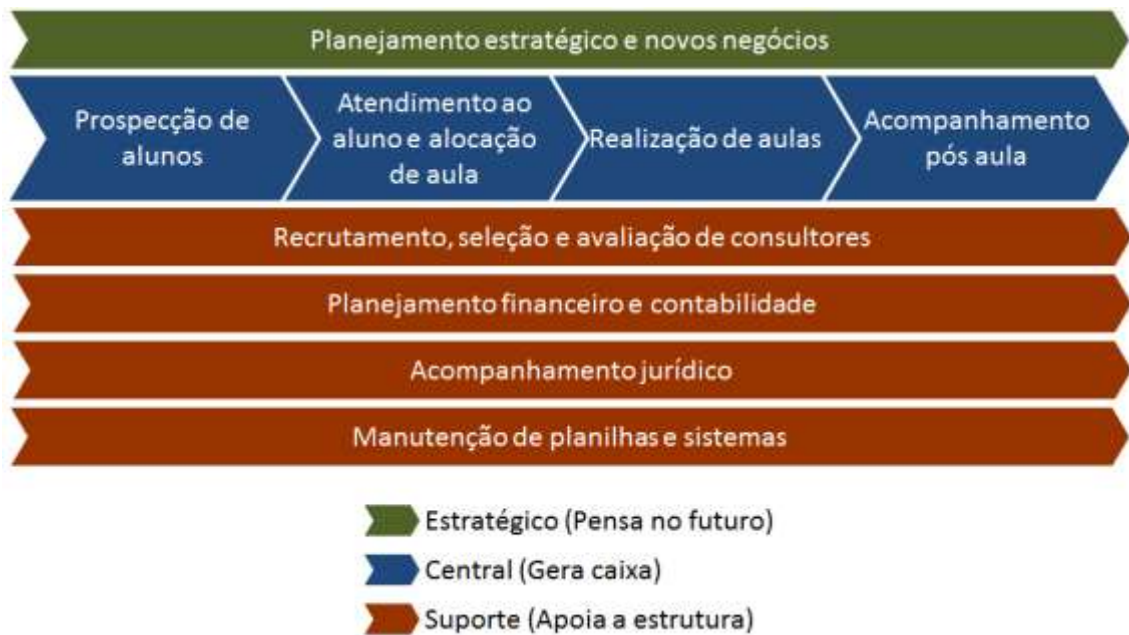 Planejamento estratégico e novos negócios
Prospecção de
alunos
Atendimento ao
aluno e alocação
de aula
Realização de aulas
Acompanhamento
pós aula
Recrutamento, seleção e avaliação de consultores
Planejamento financeiro e contabilidade
Acompanhamento jurídico
Manutenção de planilhas e sistemas
Estratégico (Pensa no futuro)
Central (Gera caixa)
Suporte (Apoia a estrutura)